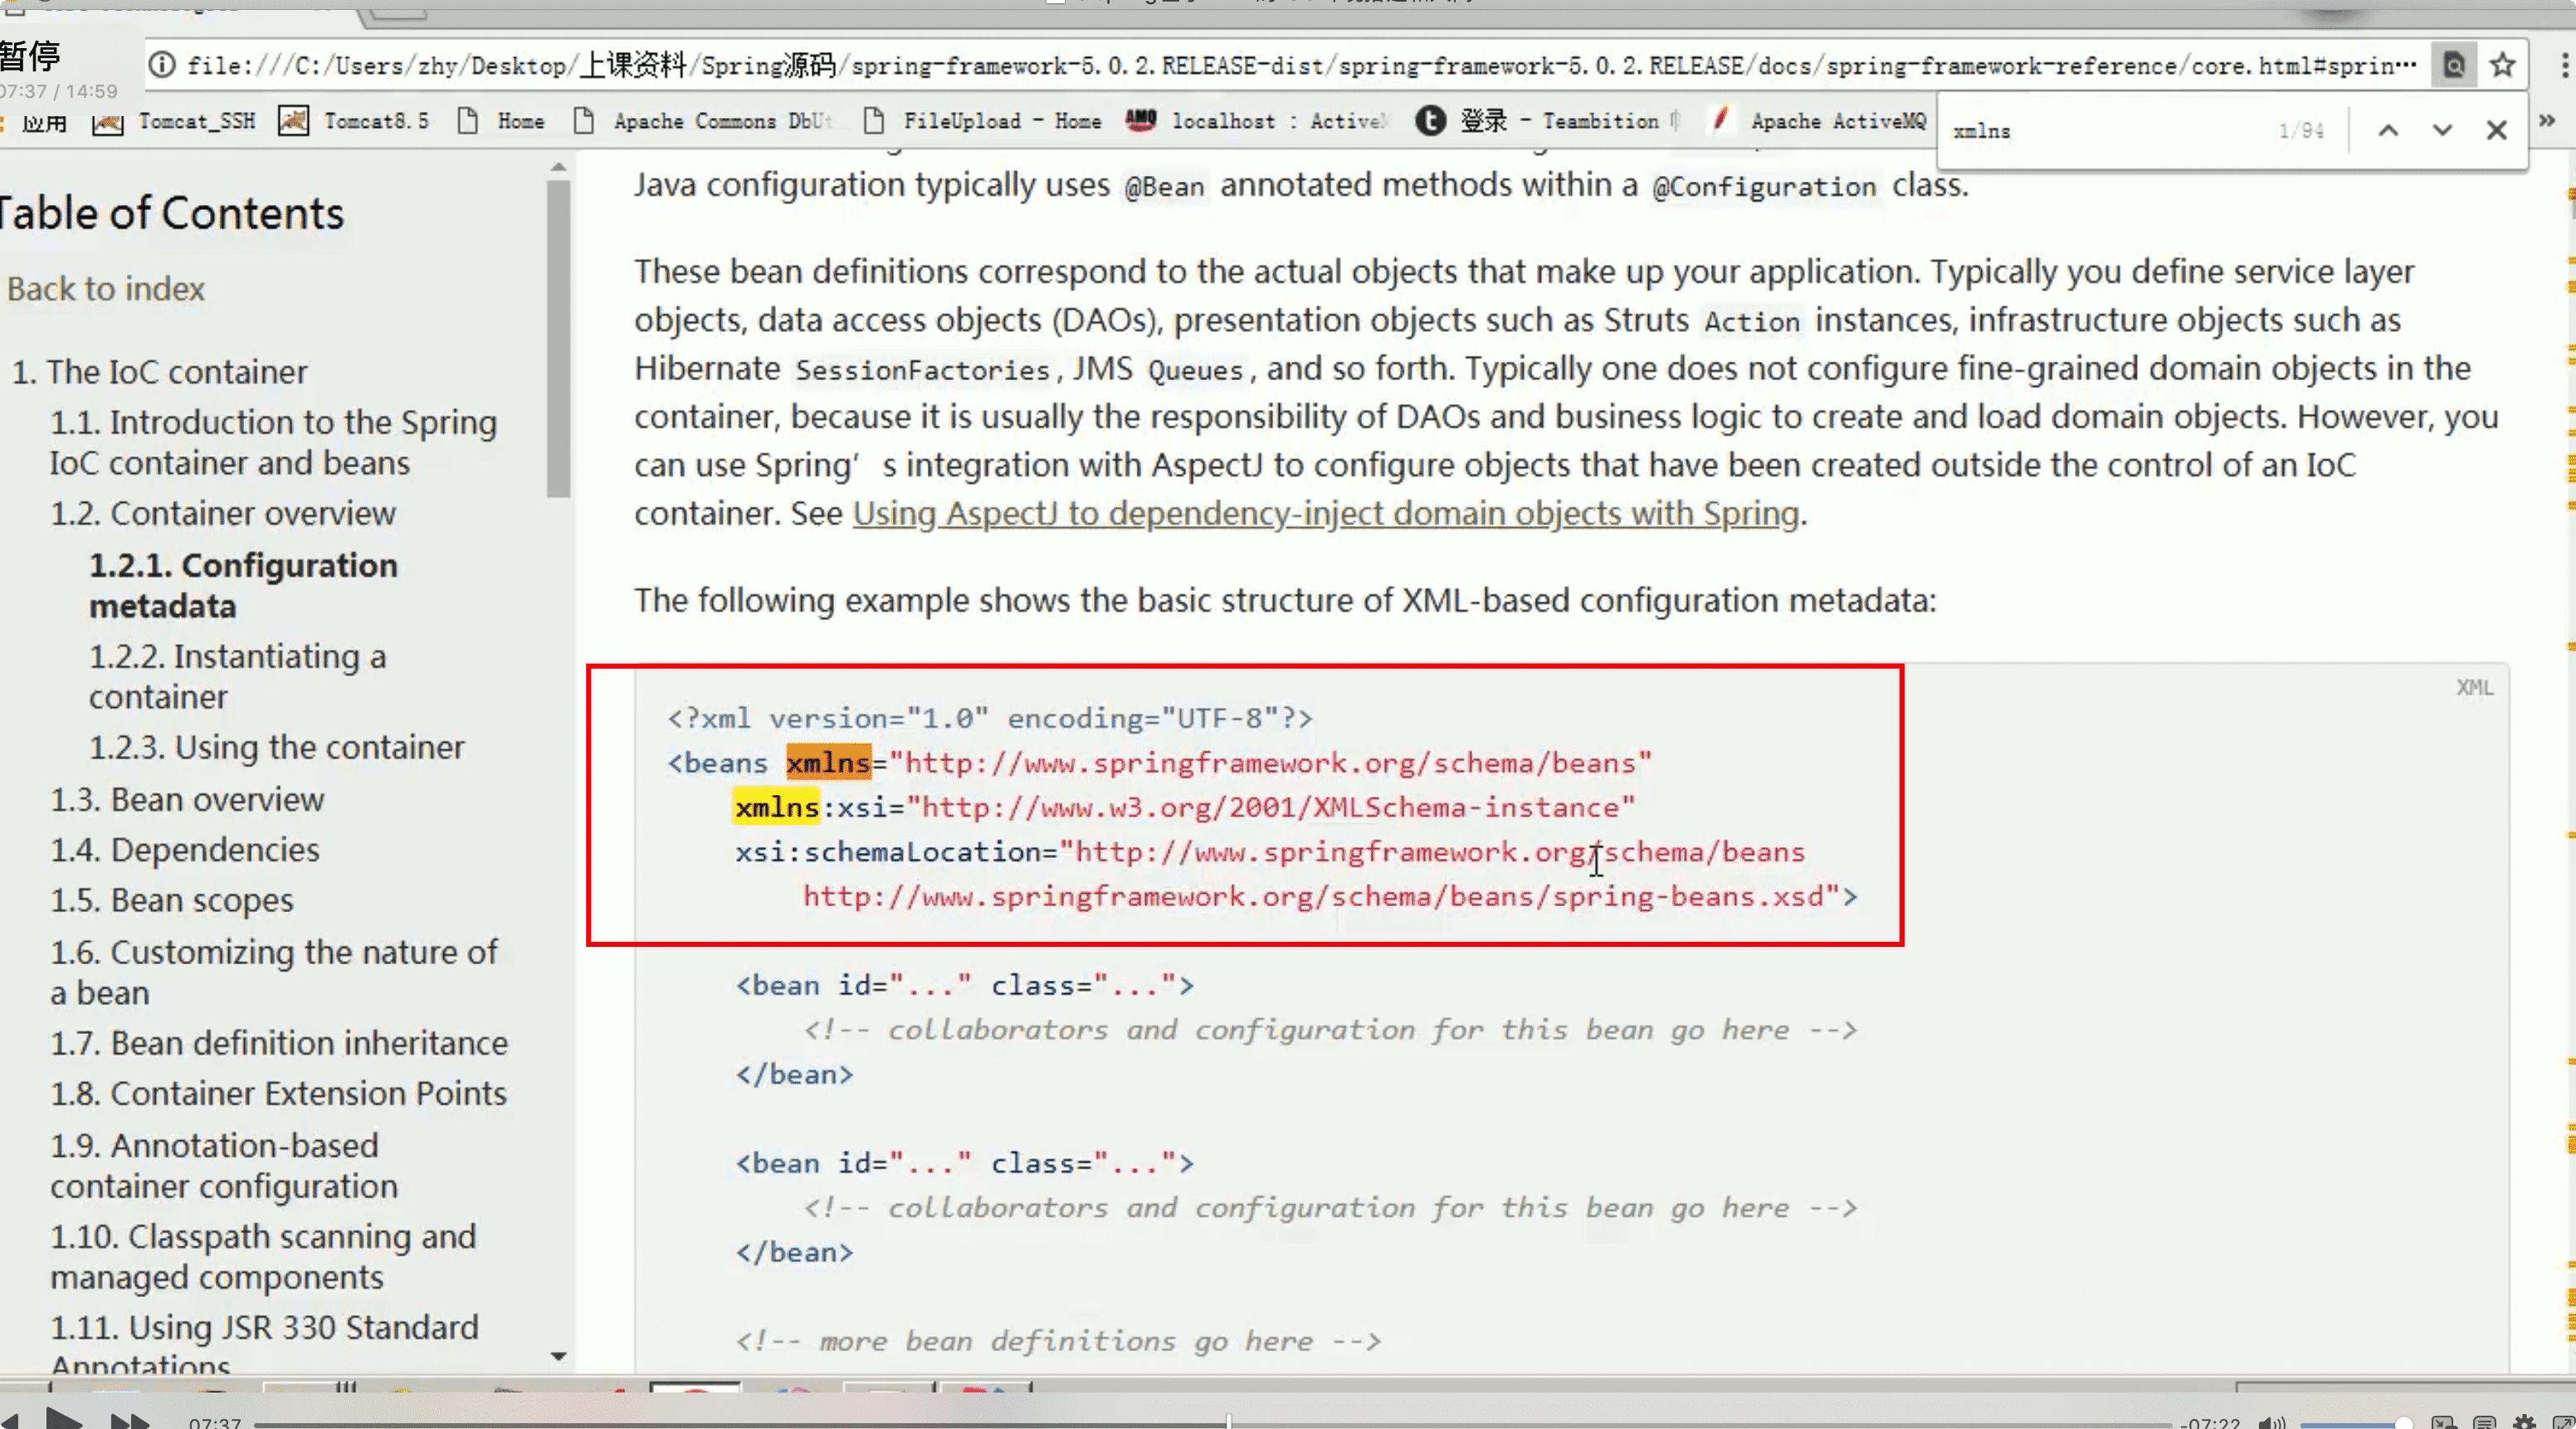 暂停
07:37 / 14:59
file:///C:/Users/zhy/Desktop/上课资料/Spring源码/spring-framework-5.0.2.RELEASE-dist/spring-framework-5.0.2.RELEASE/docs/spring-framework-reference/core.html#sprin…
应用 Tomcat_SSH Tomcat8.5 Home Apache Commons DbUt FileUpload - Home localhost : Active 登录 - Teambition Apache ActiveMQ »
xmlns 1/94
Table of Contents
Back to index
1. The IoC container
1.1. Introduction to the Spring
IoC container and beans
1.2. Container overview
1.2.1. Configuration
metadata
1.2.2. Instantiating a
container
1.2.3. Using the container
1.3. Bean overview
1.4. Dependencies
1.5. Bean scopes
1.6. Customizing the nature of
a bean
1.7. Bean definition inheritance
1.8. Container Extension Points
1.9. Annotation-based
container configuration
1.10. Classpath scanning and
managed components
1.11. Using JSR 330 Standard
Annotations
Java configuration typically uses @Bean annotated methods within a @Configuration class.
These bean definitions correspond to the actual objects that make up your application. Typically you define service layer
objects, data access objects (DAOs), presentation objects such as Struts Action instances, infrastructure objects such as
Hibernate SessionFactories, JMS Queues, and so forth. Typically one does not configure fine-grained domain objects in the
container, because it is usually the responsibility of DAOs and business logic to create and load domain objects. However, you
can use Spring’s integration with AspectJ to configure objects that have been created outside the control of an IoC
container. See Using AspectJ to dependency-inject domain objects with Spring.
The following example shows the basic structure of XML-based configuration metadata:
XML
<?xml version="1.0" encoding="UTF-8"?>
<beans xmlns="http://www.springframework.org/schema/beans"
xmlns:xsi="http://www.w3.org/2001/XMLSchema-instance"
xsi:schemaLocation="http://www.springframework.org/schema/beans
http://www.springframework.org/schema/beans/spring-beans.xsd">
<bean id="..." class="...">
<!-- collaborators and configuration for this bean go here -->
</bean>
<bean id="..." class="...">
<!-- collaborators and configuration for this bean go here -->
</bean>
<!-- more bean definitions go here -->
07:37 -07:22